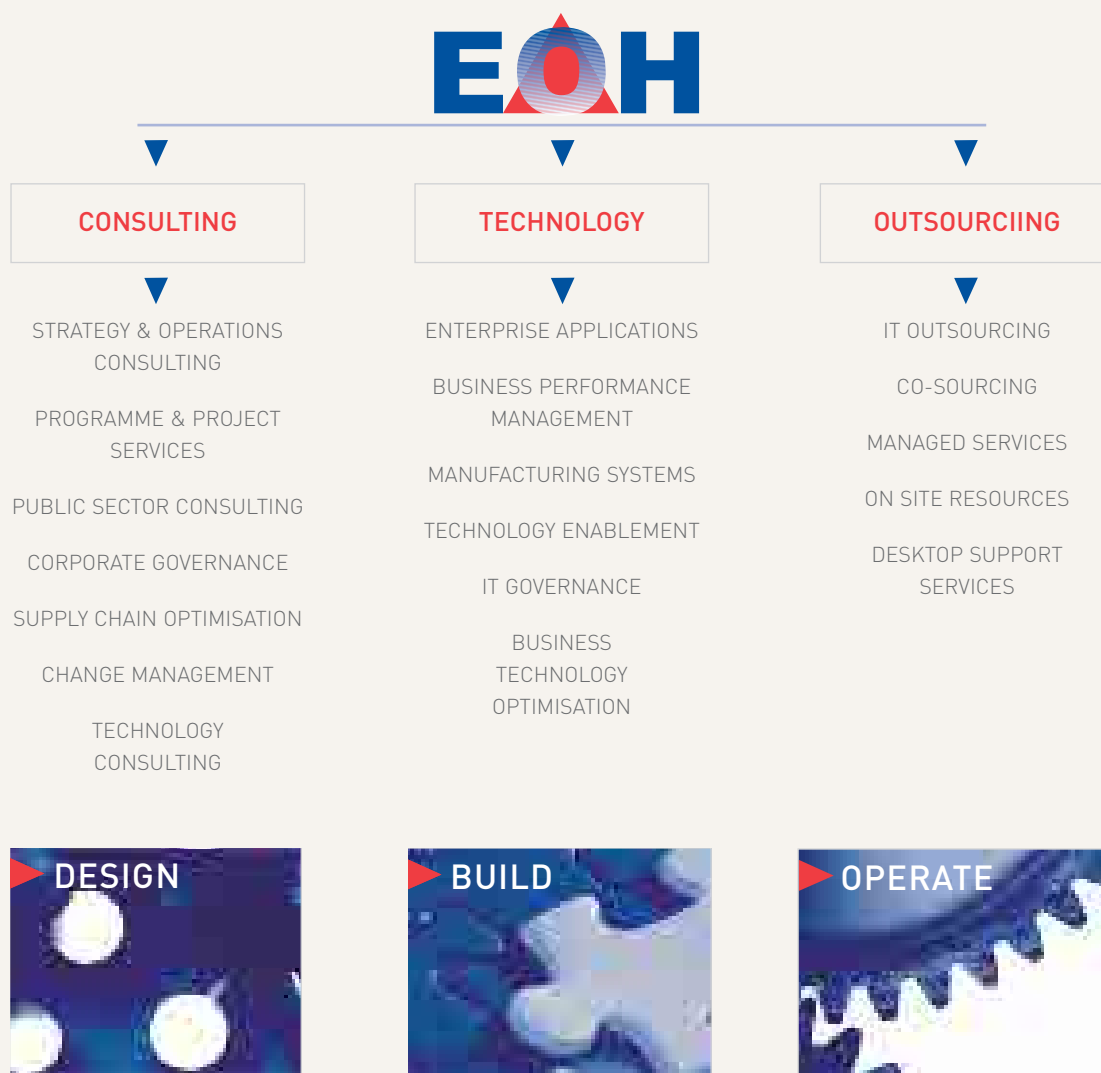 EOH
CONSULTING
STRATEGY & OPERATIONS
CONSULTING
PROGRAMME & PROJECT
SERVICES
PUBLIC SECTOR CONSULTING
CORPORATE GOVERNANCE
SUPPLY CHAIN OPTIMISATION
CHANGE MANAGEMENT
TECHNOLOGY
CONSULTING
DESIGN
TECHNOLOGY
ENTERPRISE APPLICATIONS
BUSINESS PERFORMANCE
MANAGEMENT
MANUFACTURING SYSTEMS
TECHNOLOGY ENABLEMENT
IT GOVERNANCE
BUSINESS
TECHNOLOGY
OPTIMISATION
BUILD
OUTSOURCIING
IT OUTSOURCING
CO-SOURCING
MANAGED SERVICES
ON SITE RESOURCES
DESKTOP SUPPORT
SERVICES
OPERATE